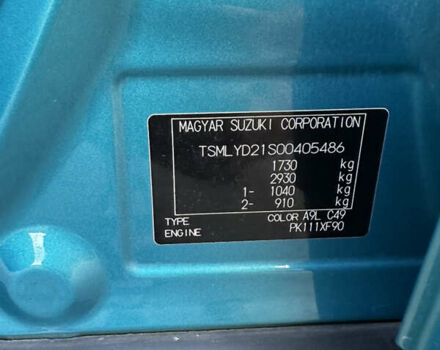 MAGYAR SUZUKI CORPORATION
TSMLYD21S00405486
1730 kg
2930 kg
1- 1040 kg
2- 910 kg
TYPE COLOR A9L C49
ENGINE PK111XF90